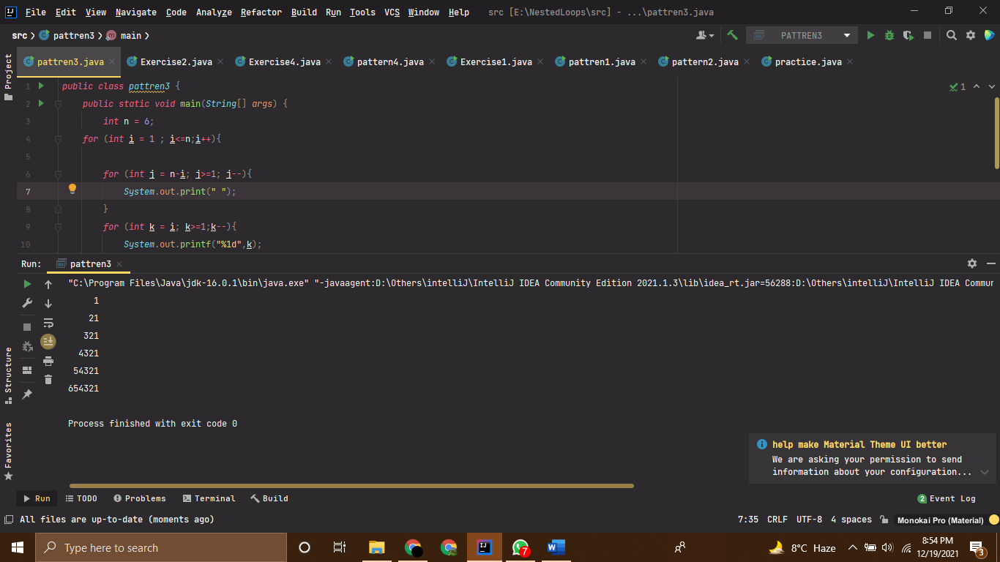 File Edit View Navigate Code Analyze Refactor Build Run Tools VCS Window Help src [E:\NestedLoops\src] - ...\pattren3.java
src pattren3 main PATTREN3
pattren3.java Exercise2.java Exercise4.java pattern4.java Exercise1.java pattren1.java pattern2.java practice.java
Project
1 public class pattren3 {
1
2 public static void main(String[] args) {
3 int n = 6;
4 for (int i = 1 ; i<=n;i++){
5
6 for (int j = n-i; j>=1; j--){
7 System.out.print(" ");
8 }
9 for (int k = i; k>=1;k--){
10 System.out.printf("%1d",k);
Run: pattren3
"C:\Program Files\Java\jdk-16.0.1\bin\java.exe" "-javaagent:D:\Others\intelliJ\IntelliJ IDEA Community Edition 2021.1.3\lib\idea_rt.jar=56288:D:\Others\intelliJ\IntelliJ IDEA Commun
1
21
321
4321
54321
654321
Process finished with exit code 0
Structure
Favorites
help make Material Theme UI better
We are asking your permission to send
information about your configuration...
Run TODO Problems Terminal Build 2 Event Log
All files are up-to-date (moments ago) 7:35 CRLF UTF-8 4 spaces Monokai Pro (Material)
Type here to search 7 8°C Haze 8:54 PM
12/19/2021 3